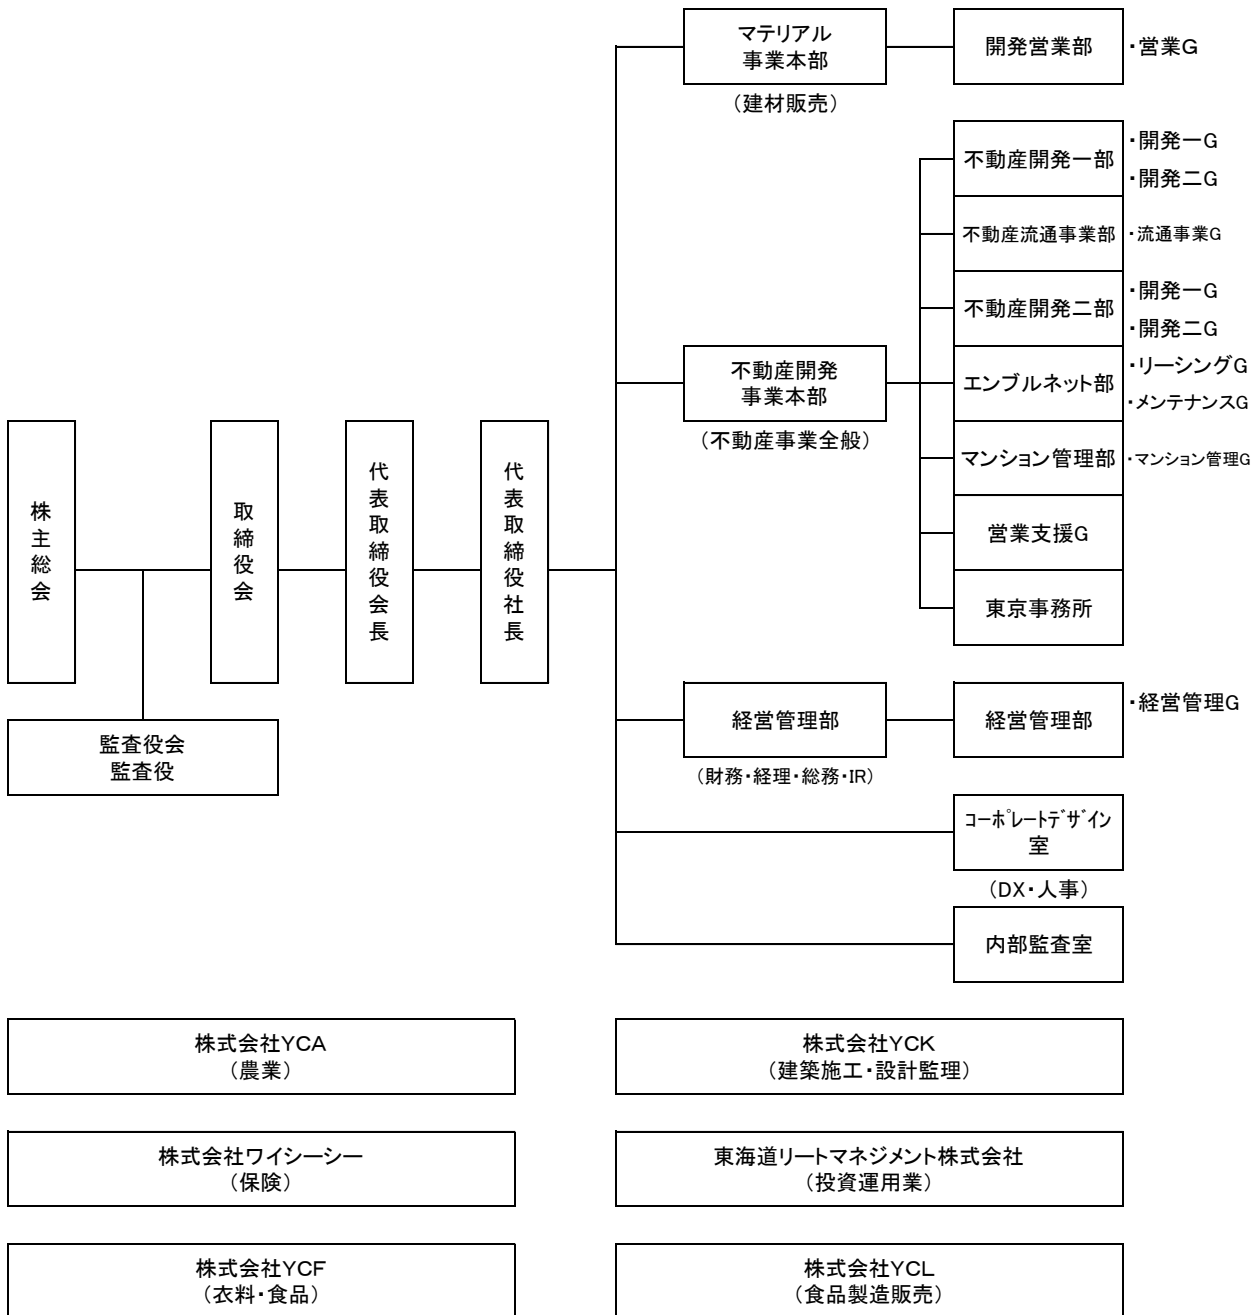 マテリアル
事業本部
（建材販売）
開発営業部
・営業G
不動産開発一部
・開発一G
・開発二G
不動産流通事業部
・流通事業G
不動産開発二部
・開発一G
・開発二G
不動産開発
事業本部
（不動産事業全般）
エンブルネット部
・リーシングG
・メンテナンスG
マンション管理部
・マンション管理G
営業支援G
東京事務所
株主総会
取締役会
代表取締役会長
代表取締役社長
監査役会
監査役
経営管理部
（財務・経理・総務・IR）
経営管理部
・経営管理G
ｺｰﾎﾟﾚｰﾄﾃﾞｻﾞｲﾝ
室
（DX・人事）
内部監査室
株式会社YCA
（農業）
株式会社YCK
（建築施工・設計監理）
株式会社ワイシーシー
（保険）
東海道リートマネジメント株式会社
（投資運用業）
株式会社YCF
（衣料・食品）
株式会社YCL
（食品製造販売）